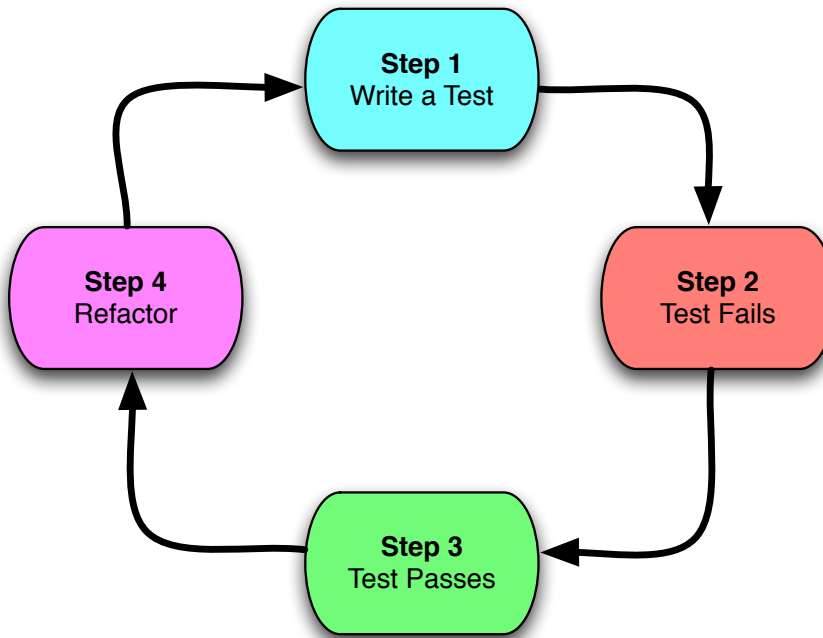 Step 1
Write a Test
Step 2
Test Fails
Step 3
Test Passes
Step 4
Refactor